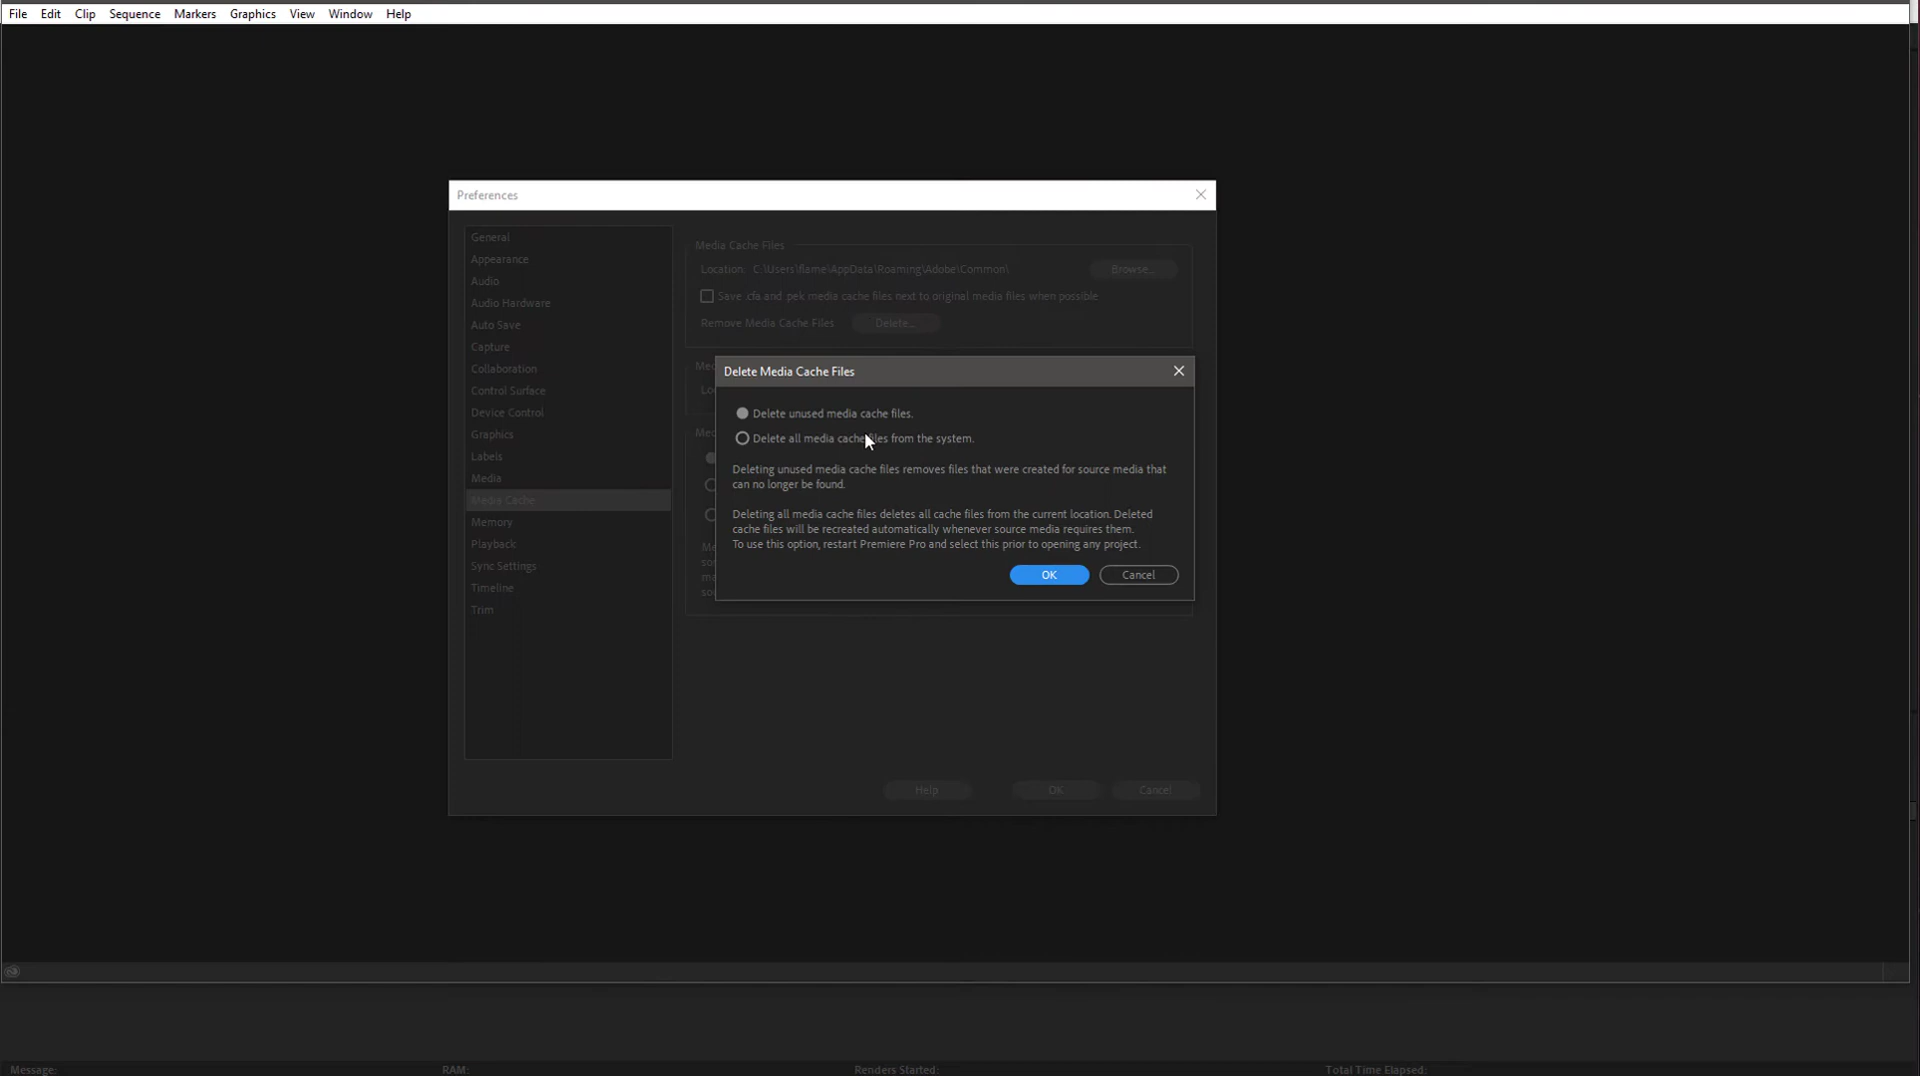 File Edit Clip Sequence Markers Graphics View Window Help
Preferences
General
Appearance
Audio
Audio Hardware
Auto Save
Capture
Collaboration
Control Surface
Device Control
Graphics
Labels
Media
Media Cache
Memory
Playback
Sync Settings
Timeline
Trim
Media Cache Files
Location: C:\Users\flame\AppData\Roaming\Adobe\Common\ Browse...
Save .cfa and .pek media cache files next to original media files when possible
Remove Media Cache Files Delete...
Delete Media Cache Files
Delete unused media cache files.
Delete all media cache files from the system.
Deleting unused media cache files removes files that were created for source media that
can no longer be found.
Deleting all media cache files deletes all cache files from the current location. Deleted
cache files will be recreated automatically whenever source media requires them.
To use this option, restart Premiere Pro and select this prior to opening any project.
OK Cancel
Help OK Cancel
Message: RAM: Renders Started: Total Time Elapsed: